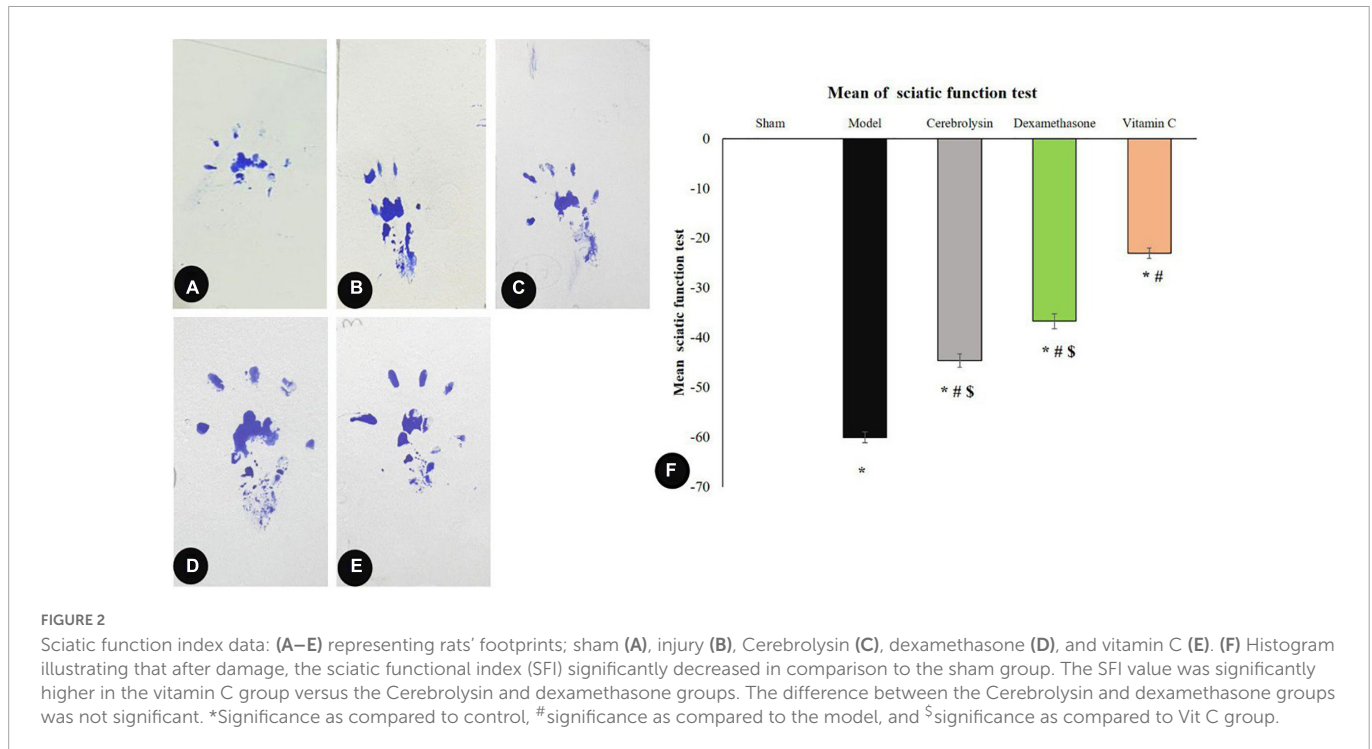 A
B
C
D
E
Mean of sciatic function test
Sham Model Cerebrolysin Dexamethasone Vitamin C
0
-10
-20
-30
-40
-50
-60
-70
Mean sciatic function test
*
* # $
* # $
* #
F
FIGURE 2
Sciatic function index data: (A–E) representing rats' footprints; sham (A), injury (B), Cerebrolysin (C), dexamethasone (D), and vitamin C (E). (F) Histogram
illustrating that after damage, the sciatic functional index (SFI) significantly decreased in comparison to the sham group. The SFI value was significantly
higher in the vitamin C group versus the Cerebrolysin and dexamethasone groups. The difference between the Cerebrolysin and dexamethasone groups
was not significant. *Significance as compared to control, #significance as compared to the model, and $significance as compared to Vit C group.